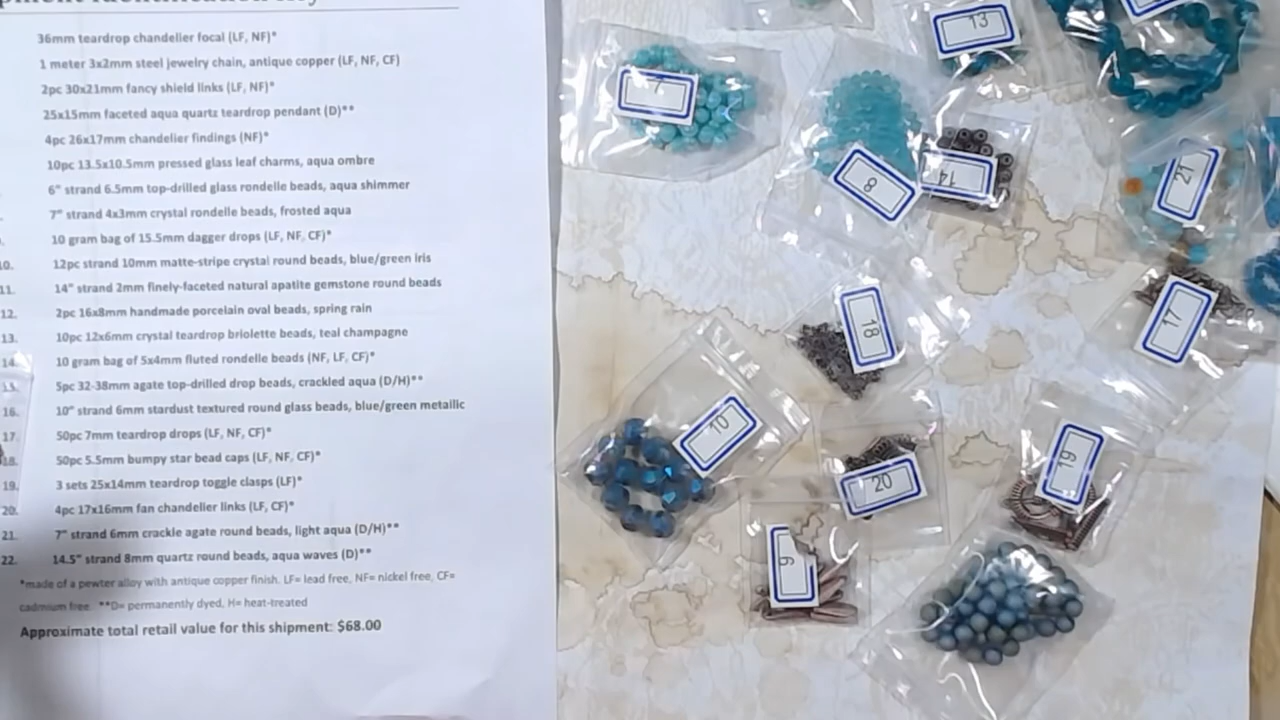 36mm teardrop chandelier focal (LF, NF)*
1 meter 3x2mm steel jewelry chain, antique copper (LF, NF, CF)
2pc 30x21mm fancy shield links (LF, NF)*
25x15mm faceted aqua quartz teardrop pendant (D)**
4pc 26x17mm chandelier findings (NF)*
10pc 13.5x10.5mm pressed glass leaf charms, aqua ombre
6" strand 6.5mm top-drilled glass rondelle beads, aqua shimmer
7" strand 4x3mm crystal rondelle beads, frosted aqua
10 gram bag of 15.5mm dagger drops (LF, NF, CF)*
10. 12pc strand 10mm matte-stripe crystal round beads, blue/green iris
11. 14" strand 2mm finely-faceted natural apatite gemstone round beads
12. 2pc 16x8mm handmade porcelain oval beads, spring rain
13. 10pc 12x6mm crystal teardrop briolette beads, teal champagne
14. 10 gram bag of 5x4mm fluted rondelle beads (NF, LF, CF)*
15. 5pc 32-38mm agate top-drilled drop beads, crackled aqua (D/H)**
16. 10" strand 6mm stardust textured round glass beads, blue/green metallic
17. 50pc 7mm teardrop drops (LF, NF, CF)*
18. 50pc 5.5mm bumpy star bead caps (LF, NF, CF)*
19. 3 sets 25x14mm teardrop toggle clasps (LF)*
20. 4pc 17x16mm fan chandelier links (LF, CF)*
21. 7" strand 6mm crackle agate round beads, light aqua (D/H)**
22. 14.5" strand 8mm quartz round beads, aqua waves (D)**
*made of a pewter alloy with antique copper finish. LF= lead free, NF= nickel free, CF=
cadmium free. **D= permanently dyed, H= heat-treated
Approximate total retail value for this shipment: $68.00
13
7
8
14
21
17
18
10
20
19
9